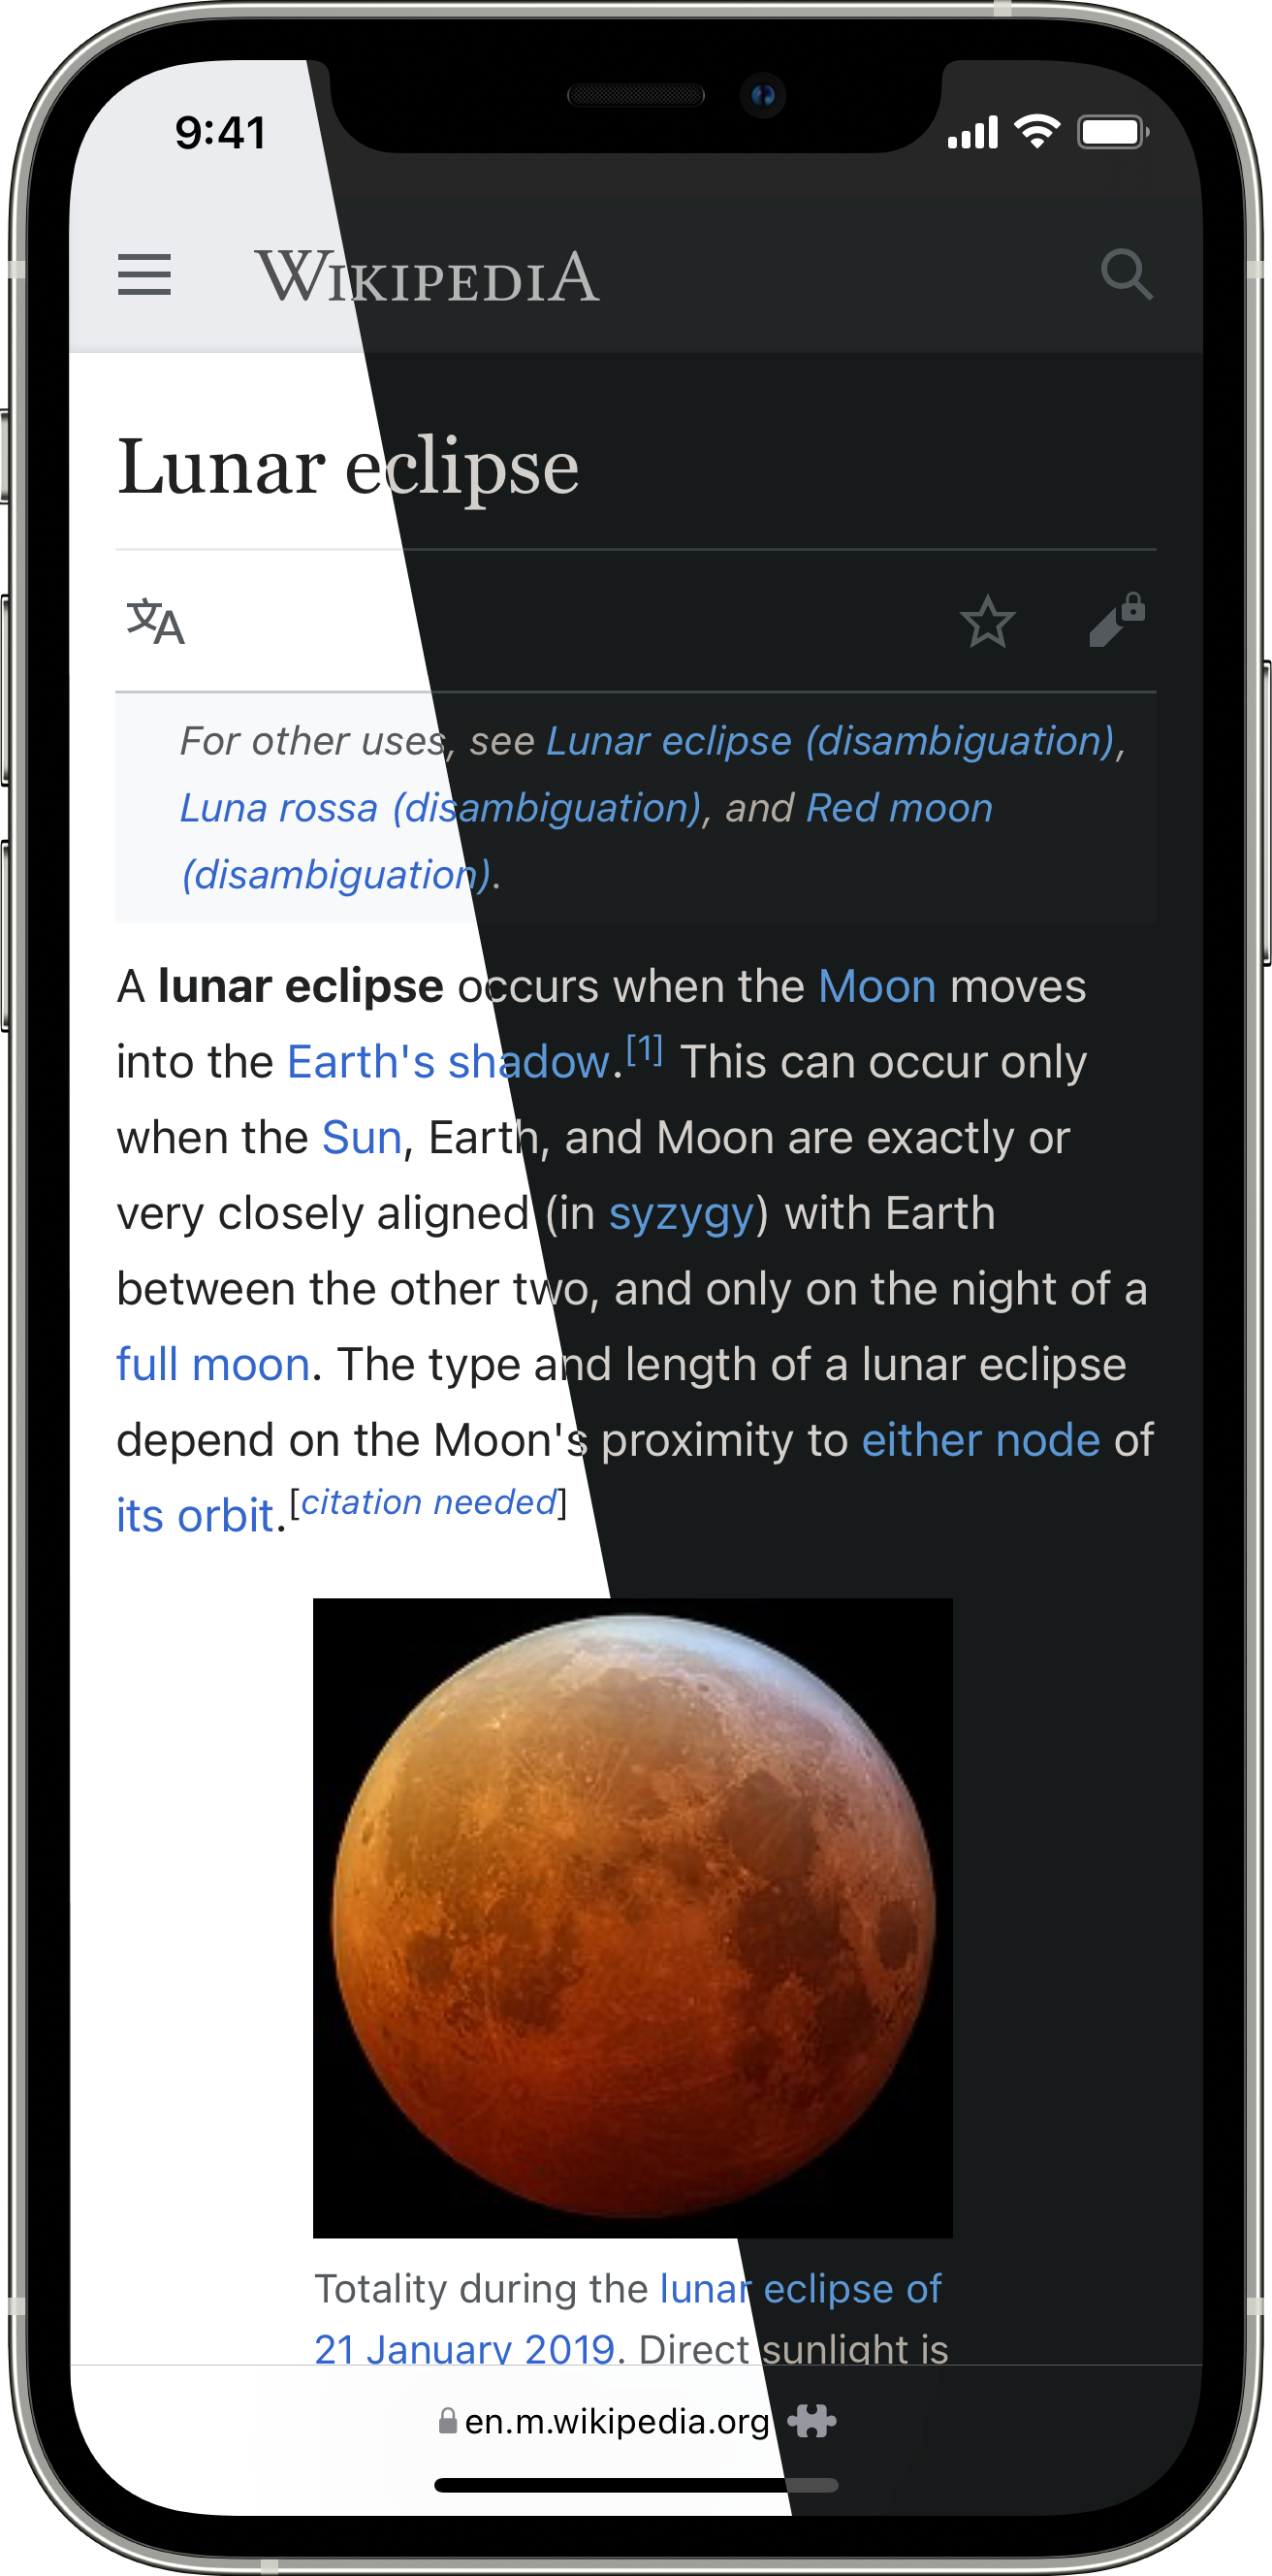 9:41
WIKIPEDIA
Lunar eclipse
文A
For other uses, see Lunar eclipse (disambiguation),
Luna rossa (disambiguation), and Red moon
(disambiguation).
A lunar eclipse occurs when the Moon moves
into the Earth's shadow.[1] This can occur only
when the Sun, Earth, and Moon are exactly or
very closely aligned (in syzygy) with Earth
between the other two, and only on the night of a
full moon. The type and length of a lunar eclipse
depend on the Moon's proximity to either node of
its orbit.[citation needed]
Totality during the lunar eclipse of
21 January 2019. Direct sunlight is
en.m.wikipedia.org